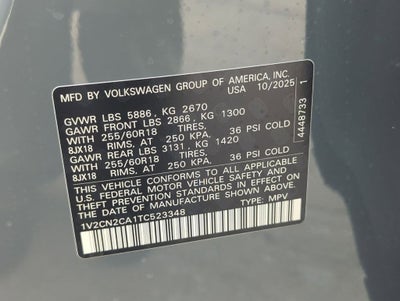 MFD BY VOLKSWAGEN GROUP OF AMERICA, INC.
USA 10/2025
GVWR LBS 5886, KG 2670
GAWR FRONT LBS 2866, KG 1300
WITH 255/60R18 TIRES,
8JX18 RIMS, AT 250 KPA, 36 PSI COLD
GAWR REAR LBS 3131, KG 1420
WITH 255/60R18 TIRES,
8JX18 RIMS, AT 250 KPA, 36 PSI COLD
THIS VEHICLE CONFORMS TO ALL APPLICABLE
U.S. FEDERAL MOTOR VEHICLE SAFETY AND
THEFT PREVENTION STANDARDS IN EFFECT
ON THE DATE OF MANUFACTURE SHOWN ABOVE.
1V2CN2CA1TC523348
TYPE: MPV
4448733 1